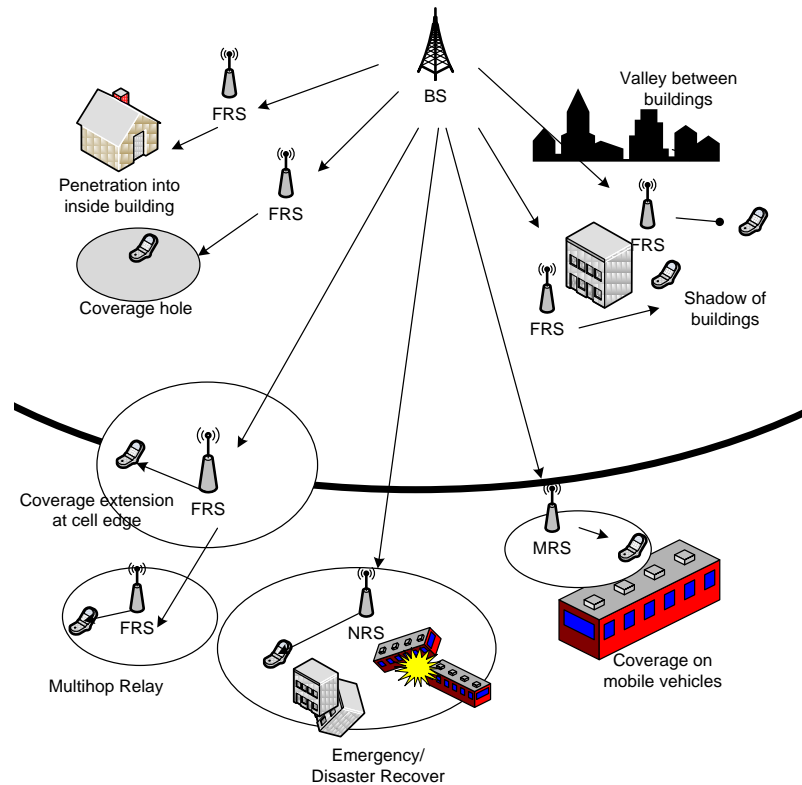 BS
Valley between
buildings
FRS
Penetration into
inside building
FRS
Coverage hole
FRS
FRS
Shadow of
buildings
Coverage extension
at cell edge
FRS
MRS
FRS
Multihop Relay
NRS
Coverage on
mobile vehicles
Emergency/
Disaster Recover